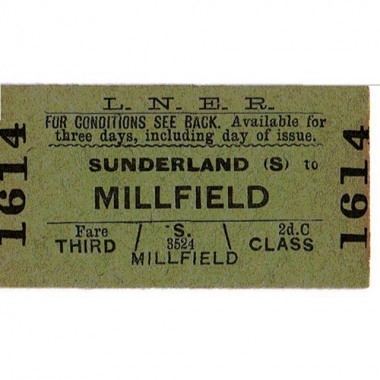 L. N. E. R.
FOR CONDITIONS SEE BACK. Available for
three days, including day of issue.
SUNDERLAND (S) to
MILLFIELD
Fare / S. \ 2d.C
THIRD 3524 CLASS
MILLFIELD
1614
1614